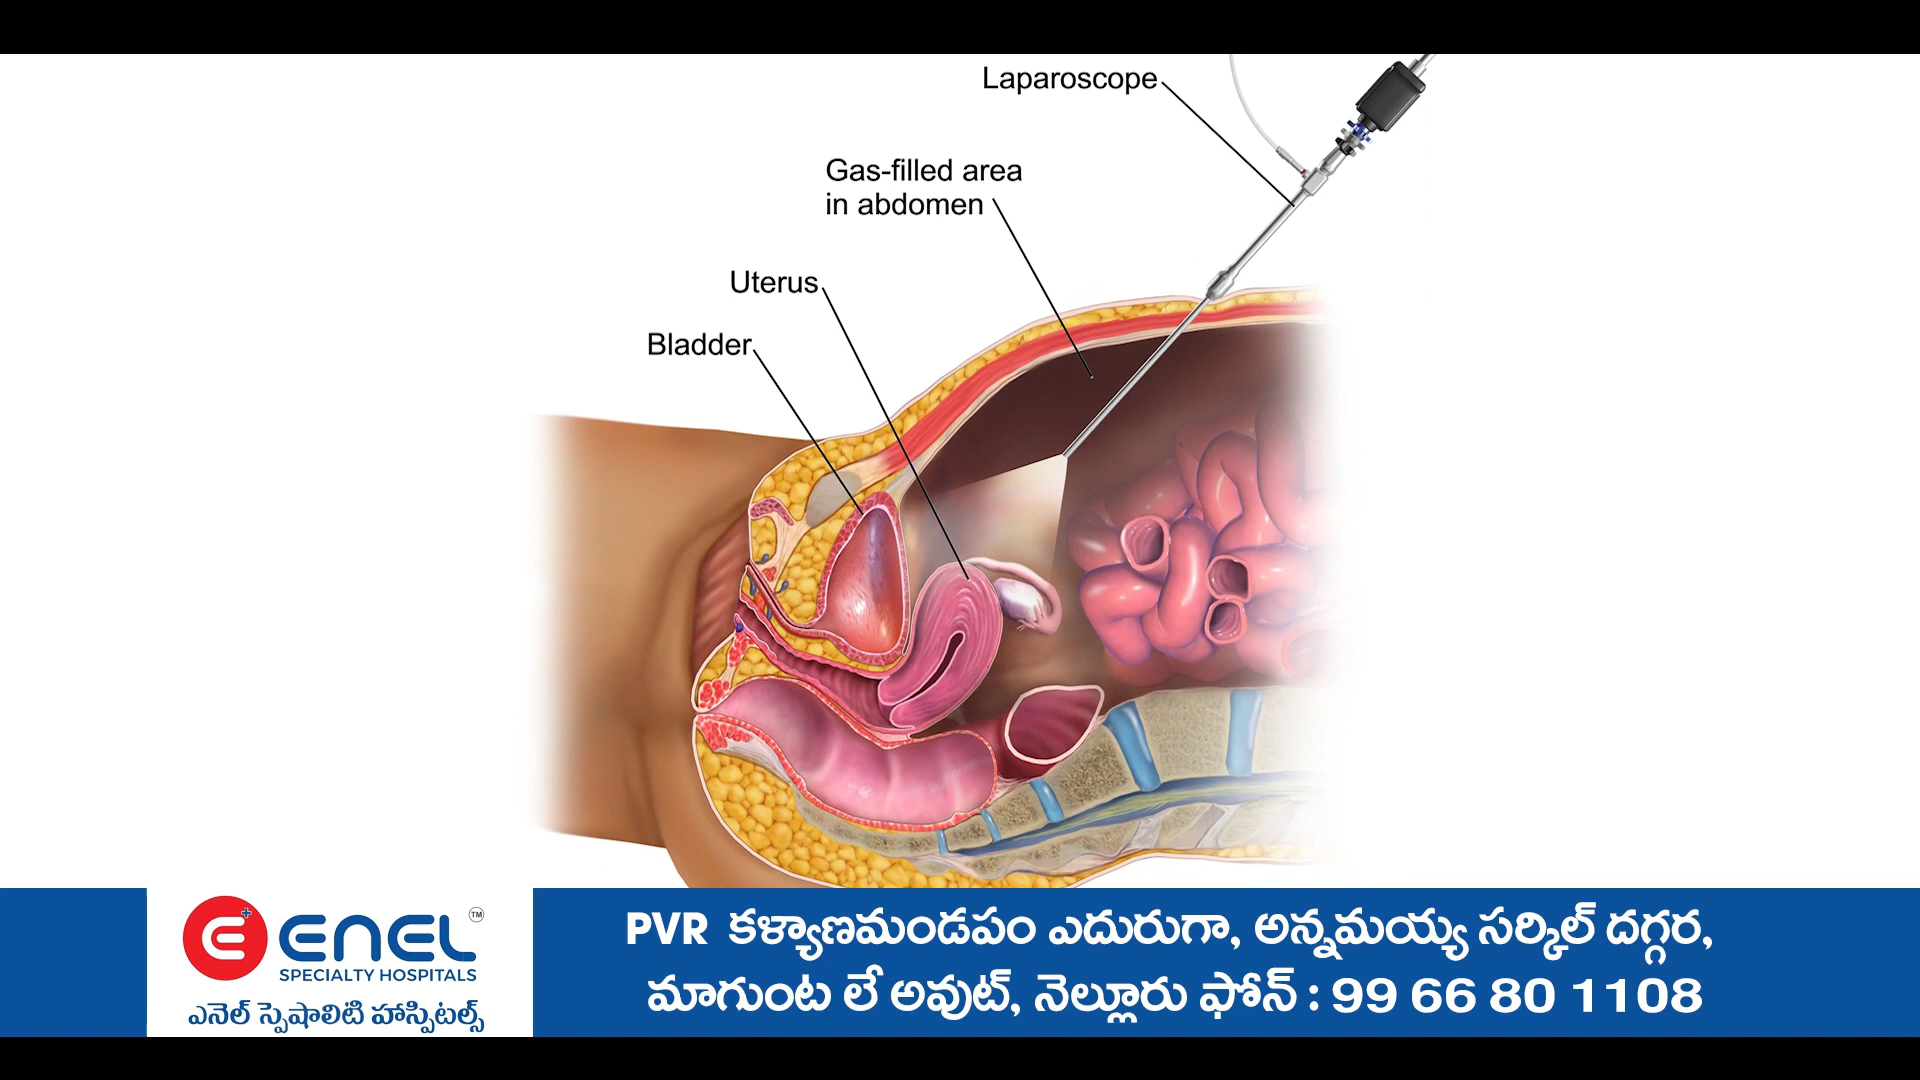 Laparoscope
Gas-filled area
in abdomen
Uterus
Bladder
ENEL™
SPECIALTY HOSPITALS
ఎనెల్ స్పెషాలిటి హాస్పిటల్స్
PVR కళ్యాణమండపం ఎదురుగా, అన్నమయ్య సర్కిల్ దగ్గర,
మాగుంట లే అవుట్, నెల్లూరు ఫోన్ : 99 66 80 1108